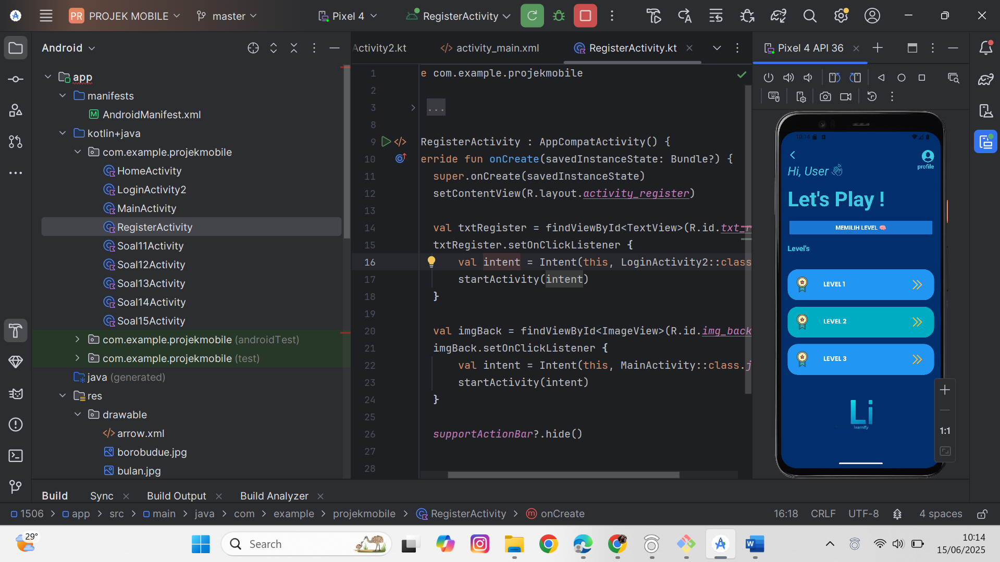 PR PROJEK MOBILE master Pixel 4 RegisterActivity
Android
app
manifests
AndroidManifest.xml
kotlin+java
com.example.projekmobile
HomeActivity
LoginActivity2
MainActivity
RegisterActivity
Soal11Activity
Soal12Activity
Soal13Activity
Soal14Activity
Soal15Activity
com.example.projekmobile (androidTest)
com.example.projekmobile (test)
java (generated)
res
drawable
arrow.xml
borobudue.jpg
bulan.jpg
Activity2.kt activity_main.xml RegisterActivity.kt
1 e com.example.projekmobile
2
3 ...
8
9 RegisterActivity : AppCompatActivity() {
10 erride fun onCreate(savedInstanceState: Bundle?) {
11 super.onCreate(savedInstanceState)
12 setContentView(R.layout.activity_register)
13
14 val txtRegister = findViewById<TextView>(R.id.txt_r
15 txtRegister.setOnClickListener {
16 val intent = Intent(this, LoginActivity2::class
17 startActivity(intent)
18 }
19
20 val imgBack = findViewById<ImageView>(R.id.img_back
21 imgBack.setOnClickListener {
22 val intent = Intent(this, MainActivity::class.j
23 startActivity(intent)
24 }
25
26 supportActionBar?.hide()
27
28
Pixel 4 API 36
10:14
profile
Hi, User
Let's Play !
MEMILIH LEVEL
Level's
LEVEL 1
LEVEL 2
LEVEL 3
Li
learnify
1:1
Build Sync Build Output Build Analyzer
1506 > app > src > main > java > com > example > projekmobile > RegisterActivity > onCreate
16:18 CRLF UTF-8 4 spaces
29°
Search
10:14
15/06/2025